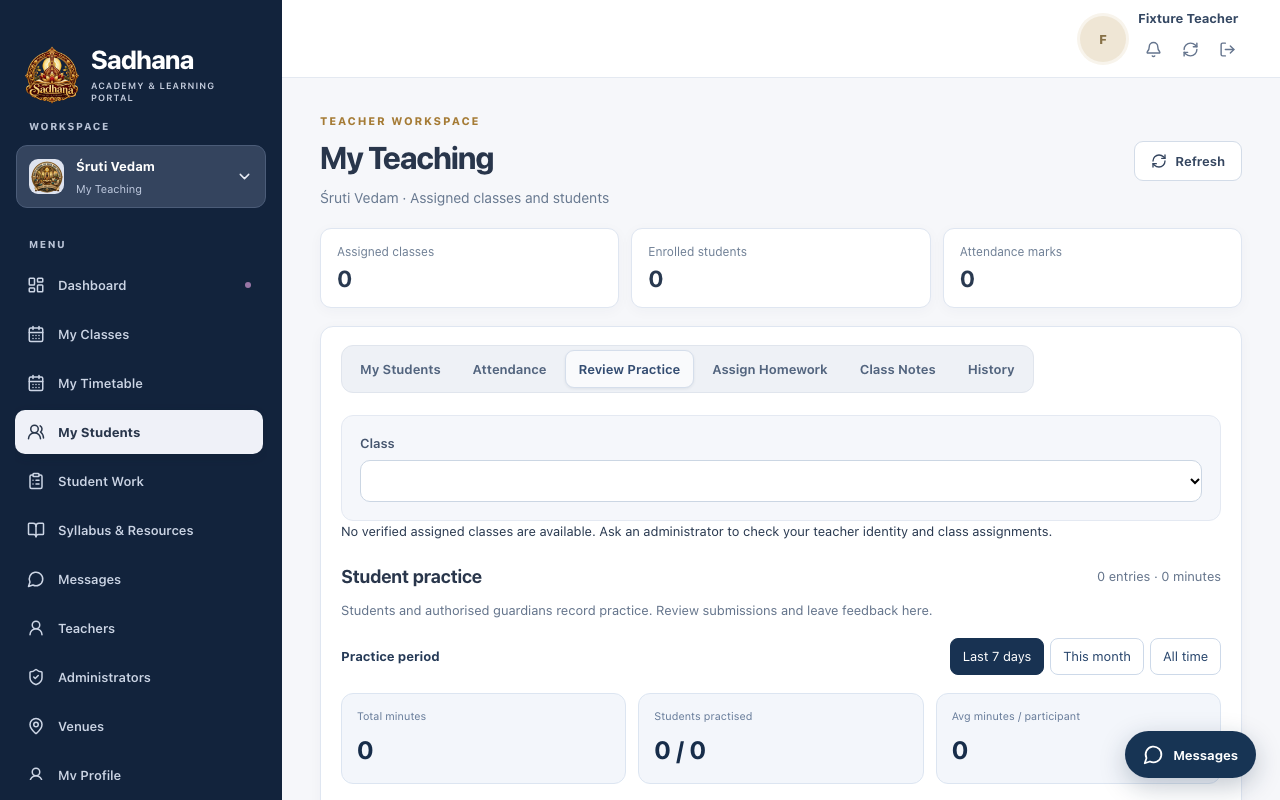 Sadhana
Sadhana
ACADEMY & LEARNING
PORTAL
WORKSPACE
Śruti Vedam
My Teaching
MENU
Dashboard
My Classes
My Timetable
My Students
Student Work
Syllabus & Resources
Messages
Teachers
Administrators
Venues
My Profile
F
Fixture Teacher
TEACHER WORKSPACE
My Teaching
Śruti Vedam · Assigned classes and students
Refresh
Assigned classes
0
Enrolled students
0
Attendance marks
0
My Students
Attendance
Review Practice
Assign Homework
Class Notes
History
Class
No verified assigned classes are available. Ask an administrator to check your teacher identity and class assignments.
Student practice
0 entries · 0 minutes
Students and authorised guardians record practice. Review submissions and leave feedback here.
Practice period
Last 7 days
This month
All time
Total minutes
0
Students practised
0 / 0
Avg minutes / participant
0
Messages